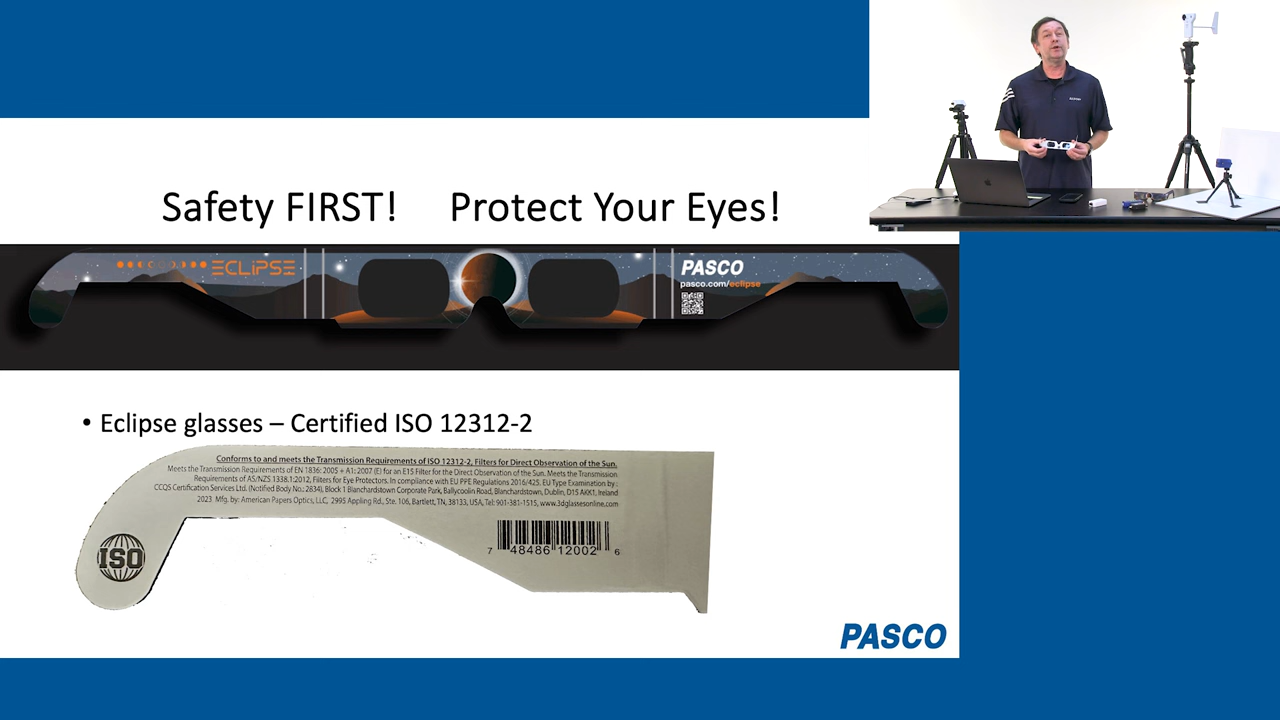 Safety FIRST! Protect Your Eyes!
ECLIPSE
PASCO
pasco.com/eclipse
• Eclipse glasses – Certified ISO 12312-2
Conforms to and meets the Transmission Requirements of ISO 12312-2, Filters for Direct Observation of the Sun.
Meets the Transmission Requirements of EN 1836: 2005 + A1: 2007 (E) for an E15 Filter for the Direct Observation of the Sun. Meets the Transmission
Requirements of AS/NZS 1338.1:2012, Filters for Eye Protectors. In compliance with EU PPE Regulations 2016/425. EU Type Examination by:
CCQS Certification Services Ltd. (Notified Body No.: 2834), Block 1 Blanchardstown Corporate Park, Ballycoolin Road, Blanchardstown, Dublin, D15 AKK1, Ireland
2023 Mfg. by: American Papers Optics, LLC, 2995 Appling Rd., Ste. 106, Bartlett, TN, 38133, USA, Tel: 901-381-1515, www.3dglassesonline.com
7 48486 12002 6
ISO
PASCO